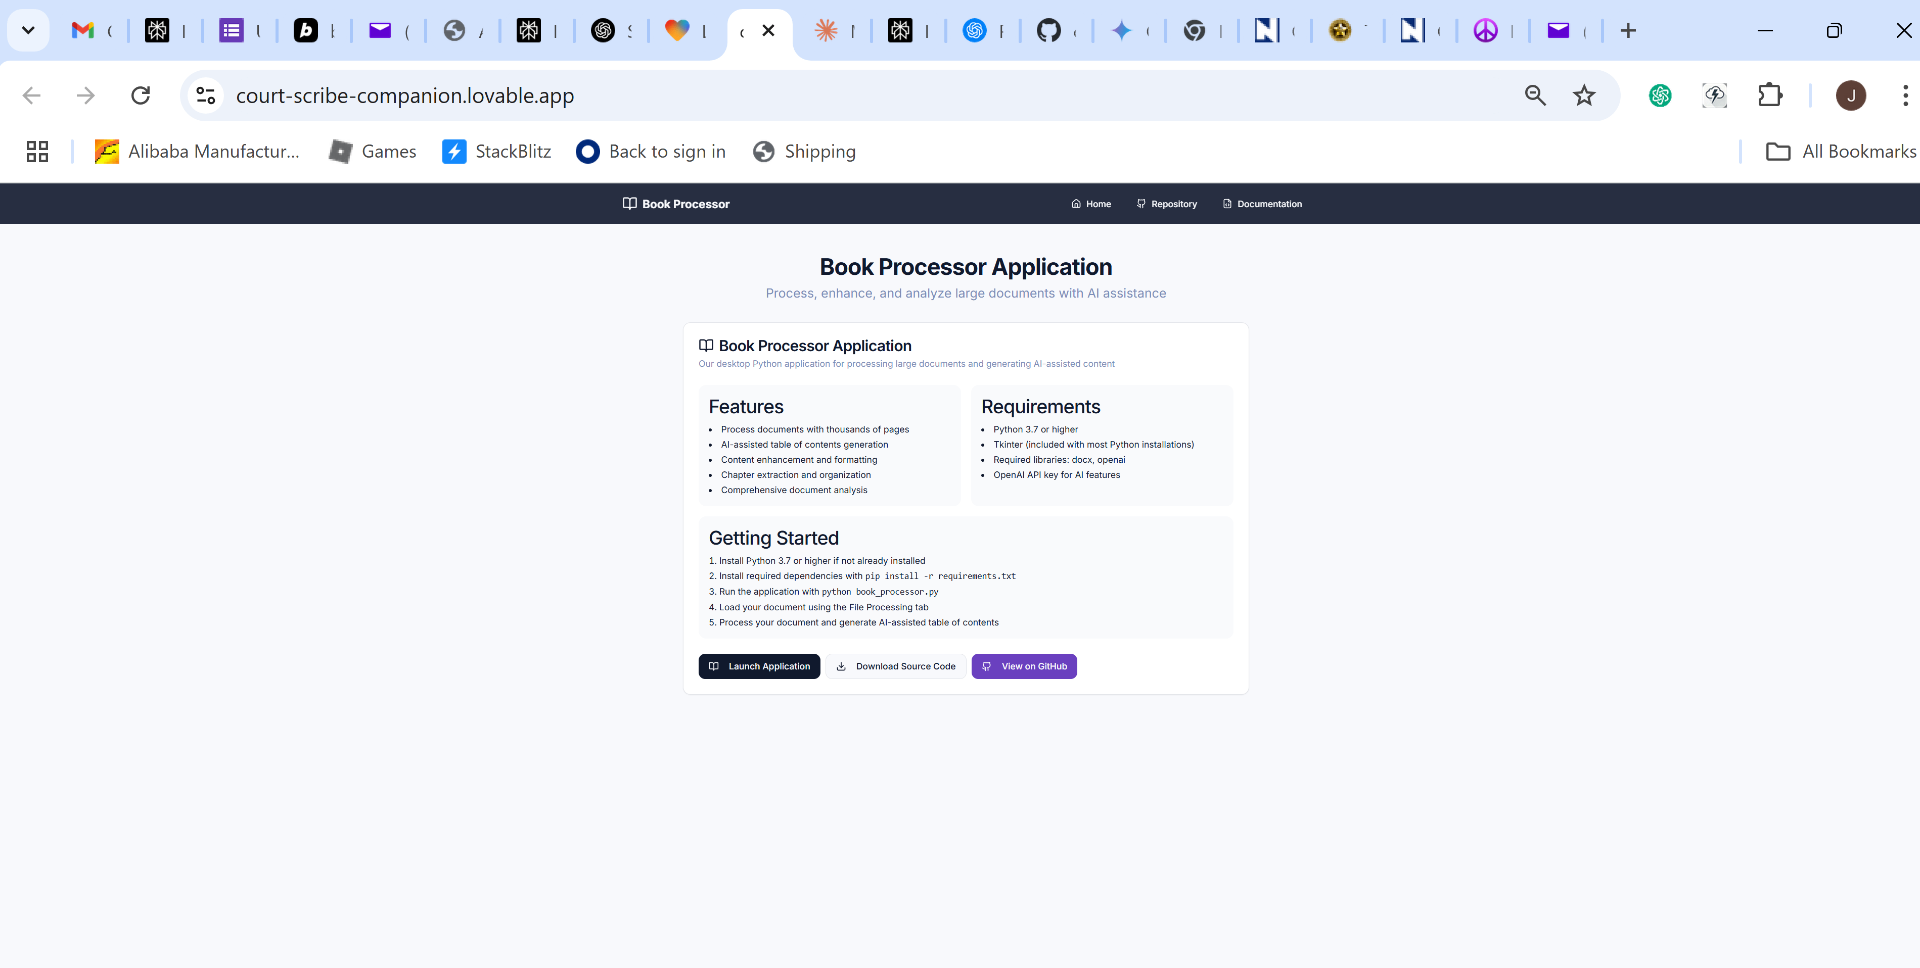 court-scribe-companion.lovable.app
J
Alibaba Manufactur...
Games
StackBlitz
Back to sign in
Shipping
All Bookmarks
Book Processor
Home
Repository
Documentation
Book Processor Application
Process, enhance, and analyze large documents with AI assistance
Book Processor Application
Our desktop Python application for processing large documents and generating AI-assisted content
Features
• Process documents with thousands of pages
• AI-assisted table of contents generation
• Content enhancement and formatting
• Chapter extraction and organization
• Comprehensive document analysis
Requirements
• Python 3.7 or higher
• Tkinter (included with most Python installations)
• Required libraries: docx, openai
• OpenAI API key for AI features
Getting Started
1. Install Python 3.7 or higher if not already installed
2. Install required dependencies with pip install -r requirements.txt
3. Run the application with python book_processor.py
4. Load your document using the File Processing tab
5. Process your document and generate AI-assisted table of contents
Launch Application
Download Source Code
View on GitHub